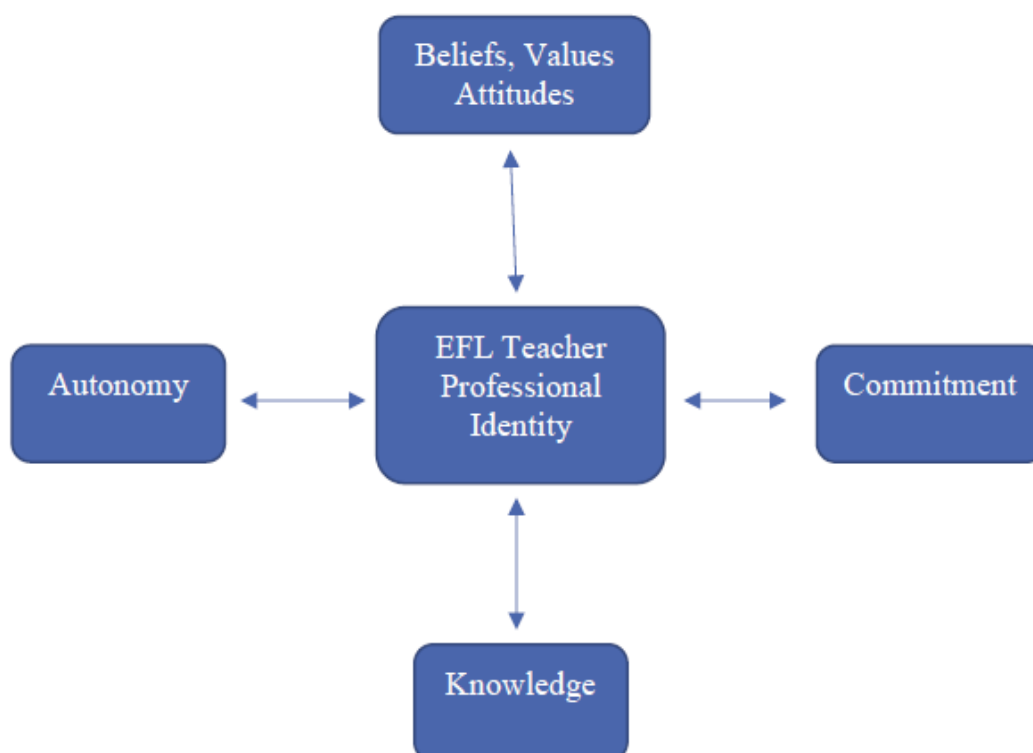 Beliefs, Values
Attitudes
Autonomy
EFL Teacher
Professional
Identity
Commitment
Knowledge